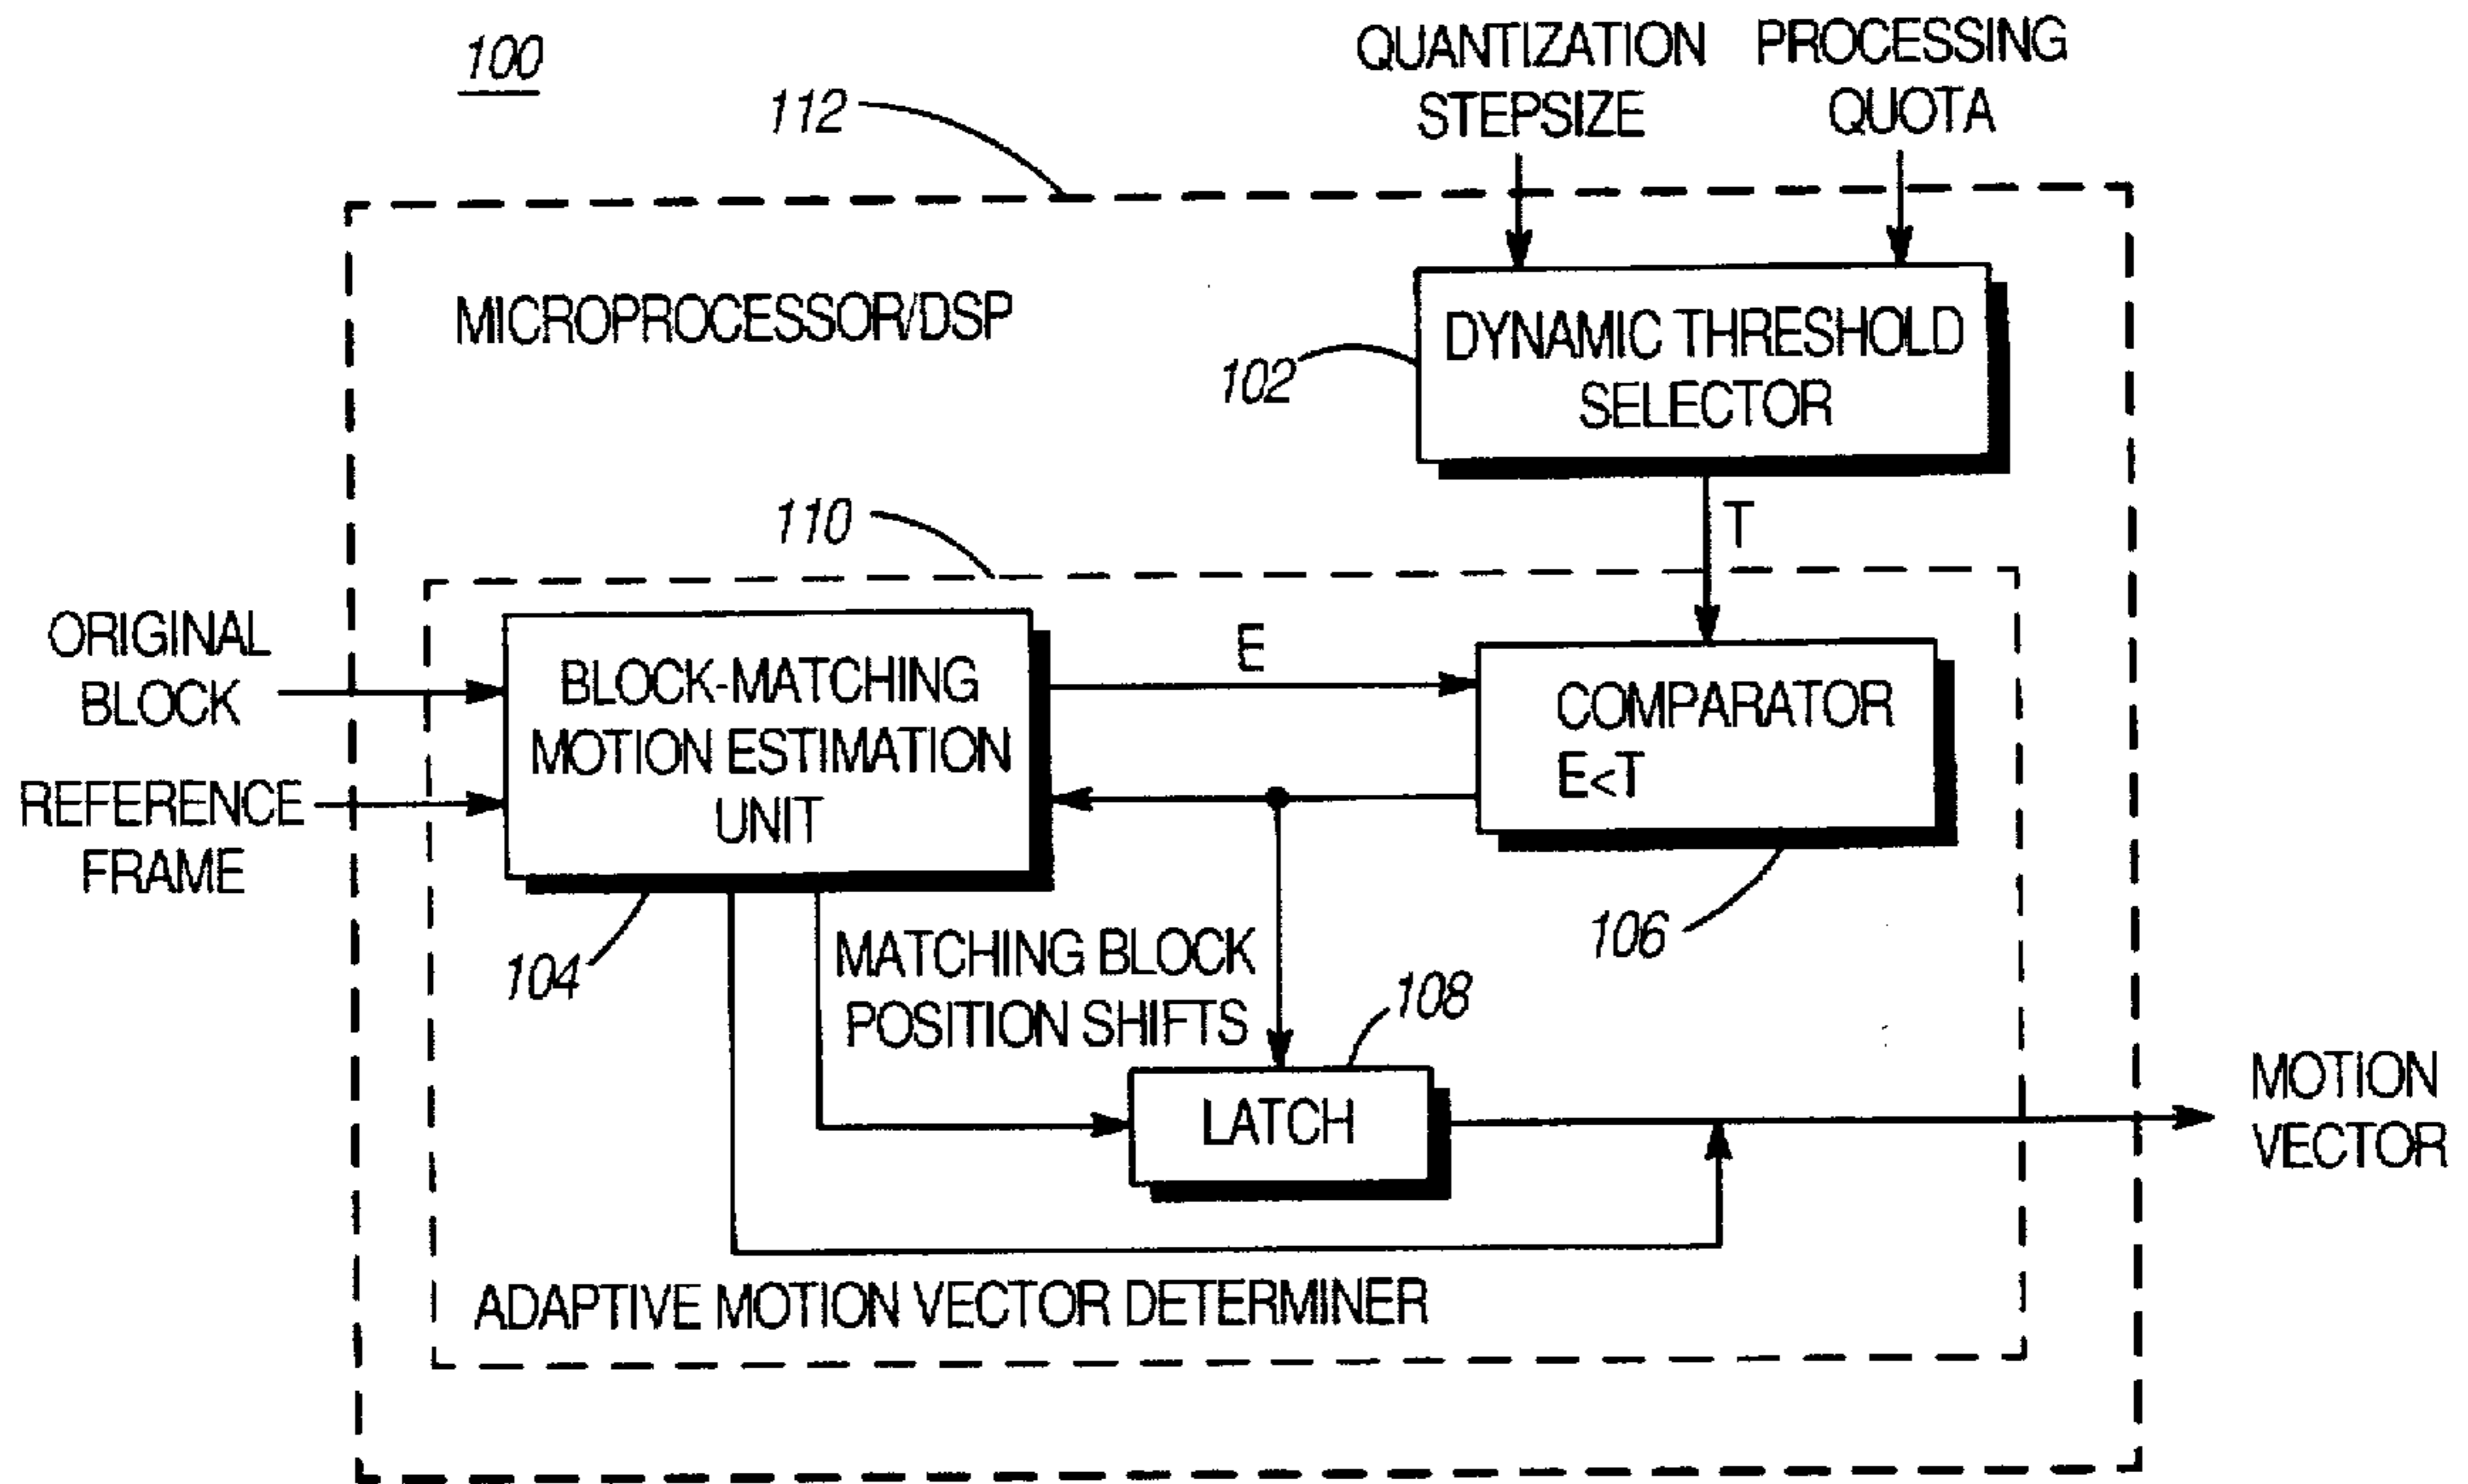 100
112
QUANTIZATION
STEPSIZE
PROCESSING
QUOTA
MICROPROCESSOR/DSP
102
DYNAMIC THRESHOLD
SELECTOR
T
110
ORIGINAL
BLOCK
REFERENCE
FRAME
BLOCK-MATCHING
MOTION ESTIMATION
UNIT
E
COMPARATOR
E<T
104
106
MATCHING BLOCK
POSITION SHIFTS
108
LATCH
MOTION
VECTOR
ADAPTIVE MOTION VECTOR DETERMINER